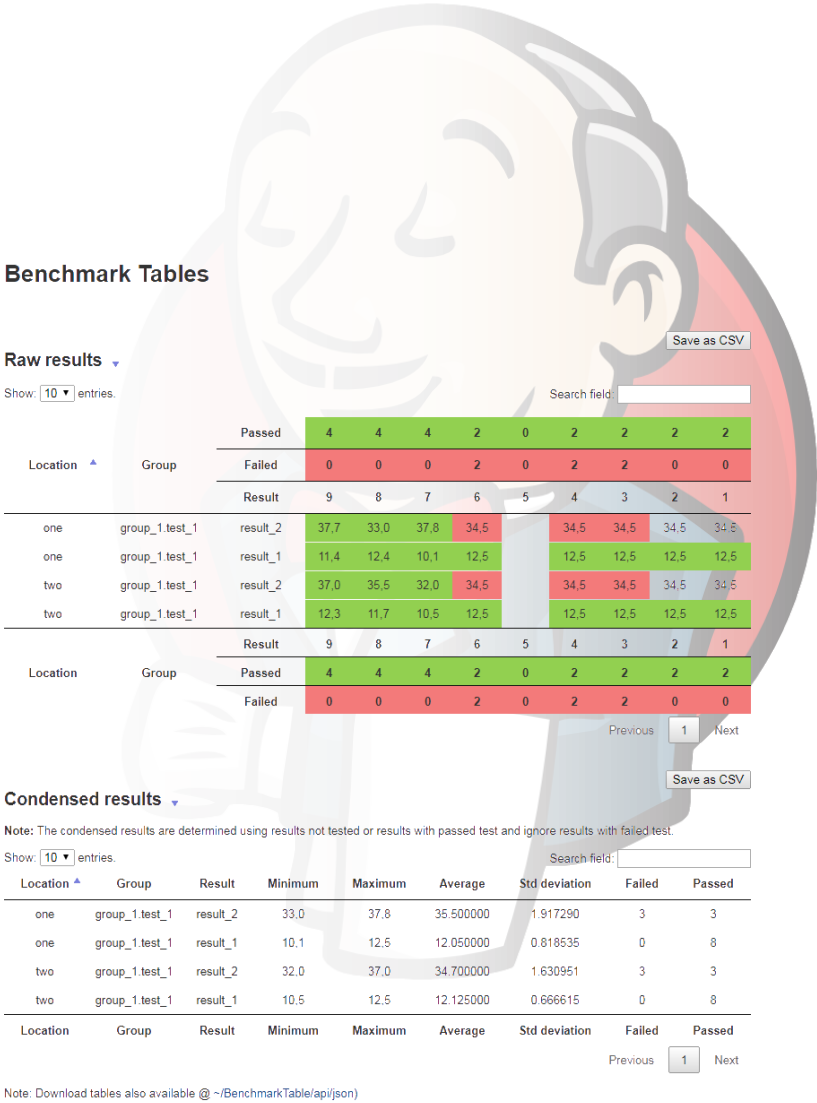 Benchmark Tables
Save as CSV
Raw results
Show: 10 entries. Search field:
Passed 4 4 4 2 0 2 2 2 2
Location Group Failed 0 0 0 2 0 2 2 0 0
Result 9 8 7 6 5 4 3 2 1
one group_1.test_1 result_2 37,7 33,0 37,8 34,5 34,5 34,5 34,5 34,5
one group_1.test_1 result_1 11,4 12,4 10,1 12,5 12,5 12,5 12,5 12,5
two group_1.test_1 result_2 37,0 35,5 32,0 34,5 34,5 34,5 34,5 34,5
two group_1.test_1 result_1 12,3 11,7 10,5 12,5 12,5 12,5 12,5 12,5
Result 9 8 7 6 5 4 3 2 1
Location Group Passed 4 4 4 2 0 2 2 2 2
Failed 0 0 0 2 0 2 2 0 0
Previous 1 Next
Save as CSV
Condensed results
Note: The condensed results are determined using results not tested or results with passed test and ignore results with failed test.
Show: 10 entries. Search field:
Location Group Result Minimum Maximum Average Std deviation Failed Passed
one group_1.test_1 result_2 33,0 37,8 35.500000 1.917290 3 3
one group_1.test_1 result_1 10,1 12,5 12.050000 0.818535 0 8
two group_1.test_1 result_2 32,0 37,0 34.700000 1.630951 3 3
two group_1.test_1 result_1 10,5 12,5 12.125000 0.666615 0 8
Location Group Result Minimum Maximum Average Std deviation Failed Passed
Previous 1 Next
Note: Download tables also available @ ~/BenchmarkTable/api/json)